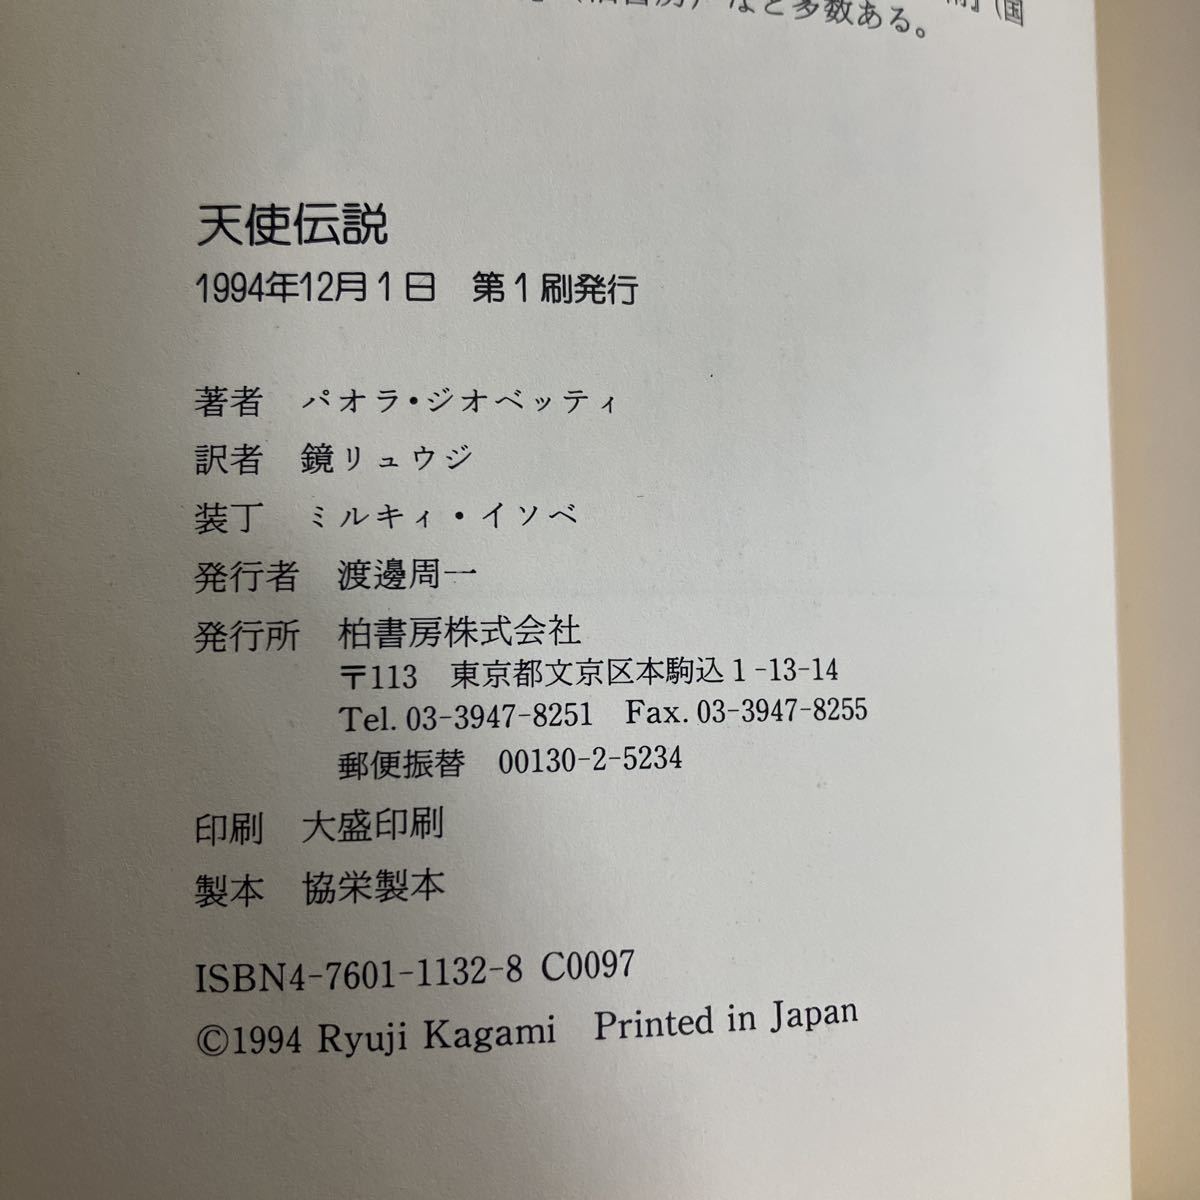 （柏書房）など多数ある。
天使伝説
1994年12月1日　第1刷発行
著者　パオラ・ジオベッティ
訳者　鏡リュウジ
装丁　ミルキィ・イソベ
発行者　渡邊周一
発行所　柏書房株式会社
〒113　東京都文京区本駒込1-13-14
Tel. 03-3947-8251　Fax. 03-3947-8255
郵便振替　00130-2-5234
印刷　大盛印刷
製本　協栄製本
ISBN4-7601-1132-8 C0097
©1994 Ryuji Kagami　Printed in Japan